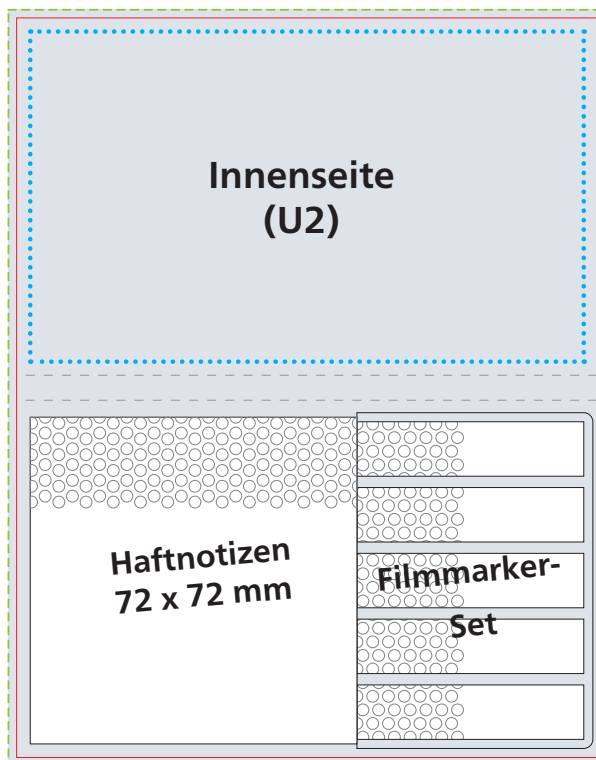 Innenseite
(U2)
Haftnotizen
72 x 72 mm
Filmmarker-
Set